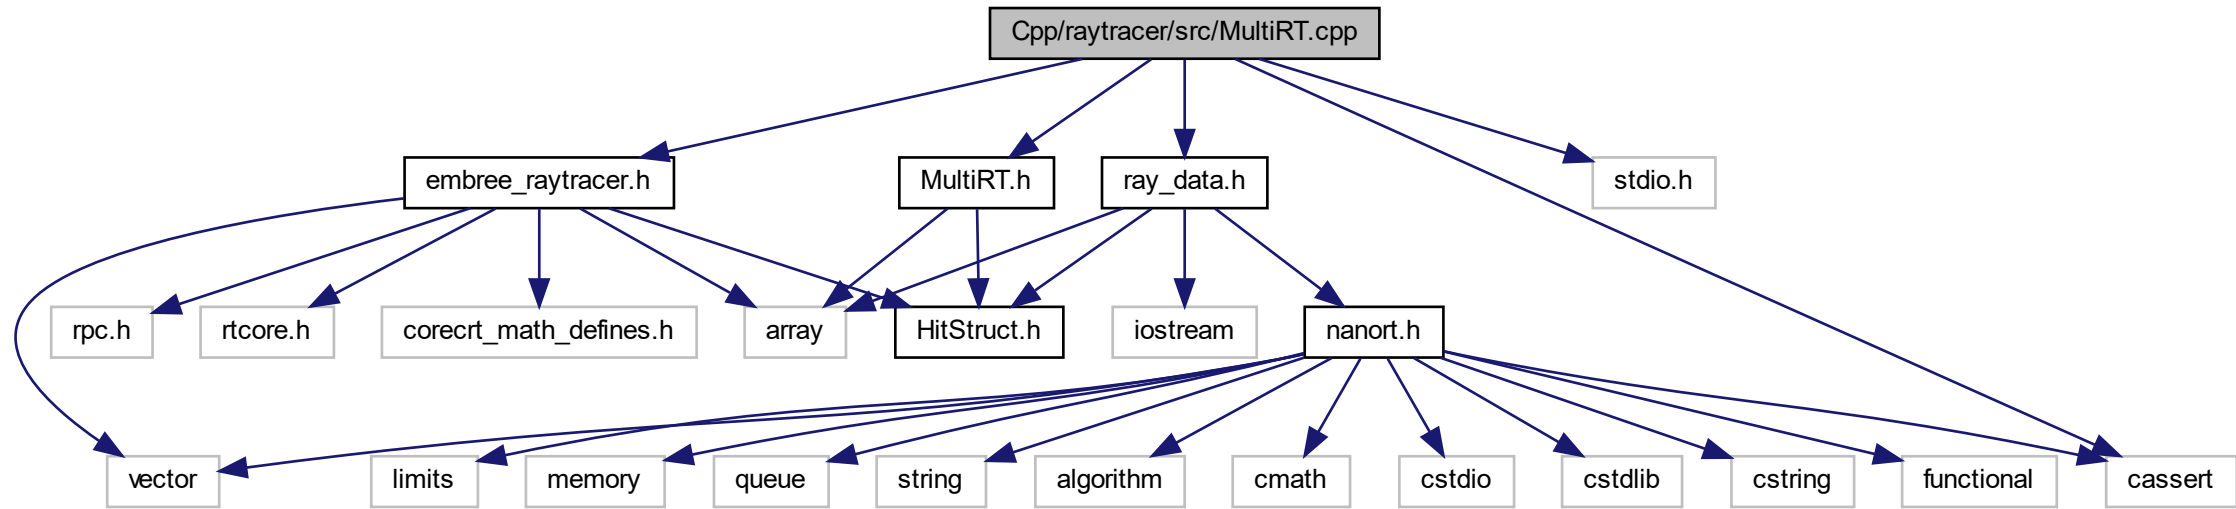 Cpp/raytracer/src/MultiRT.cpp
embree_raytracer.h
MultiRT.h
ray_data.h
stdio.h
rpc.h
rtcore.h
corecrt_math_defines.h
array
HitStruct.h
iostream
nanort.h
vector
limits
memory
queue
string
algorithm
cmath
cstdio
cstdlib
cstring
functional
cassert